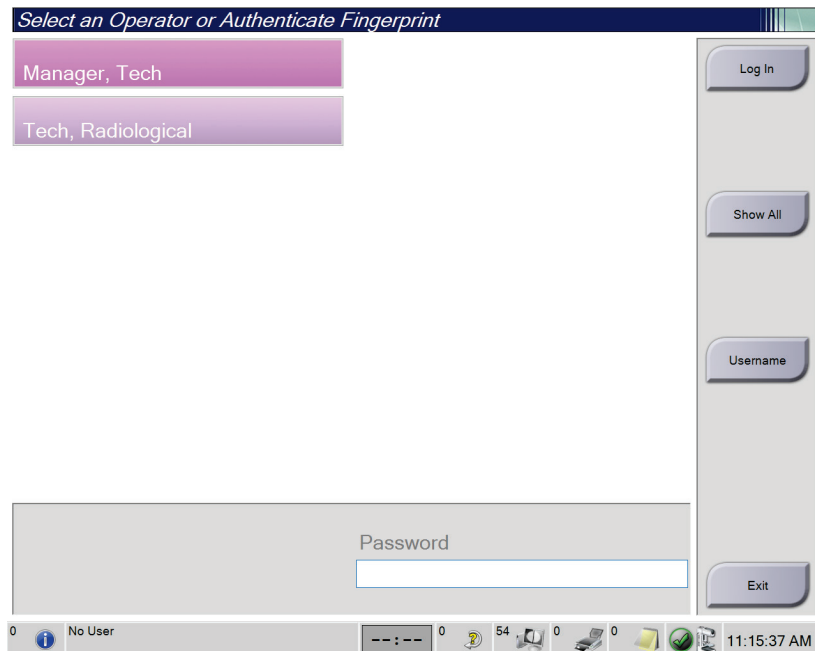 Select an Operator or Authenticate Fingerprint
Manager, Tech
Tech, Radiological
Log In
Show All
Username
Password
Exit
0 No User --:-- 0 54 0 0 11:15:37 AM